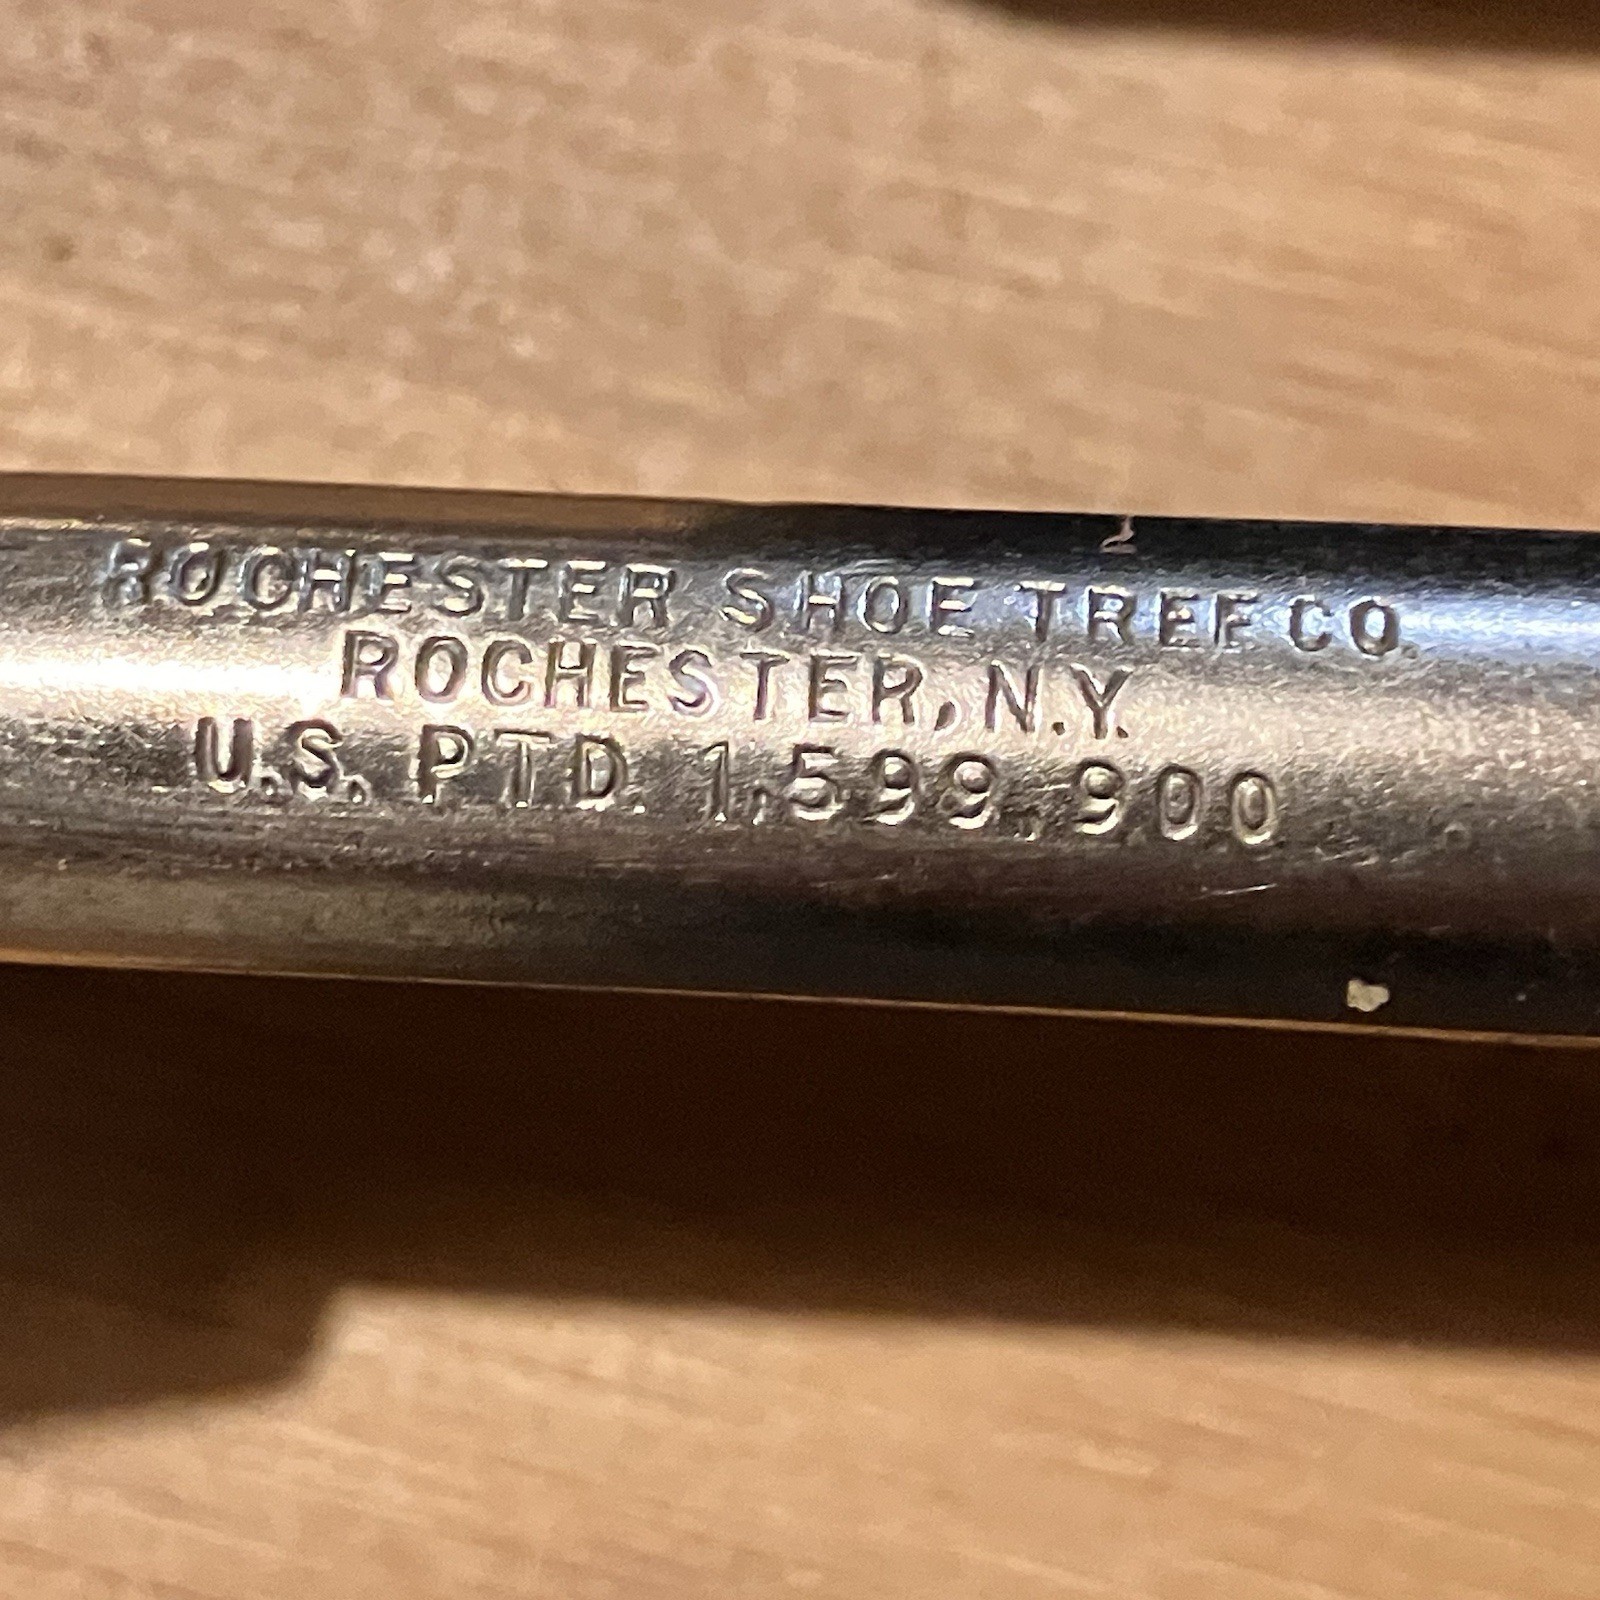 ROCHESTER SHOE TREE CO.
ROCHESTER, N.Y.
U.S. PTD. 1,599,900